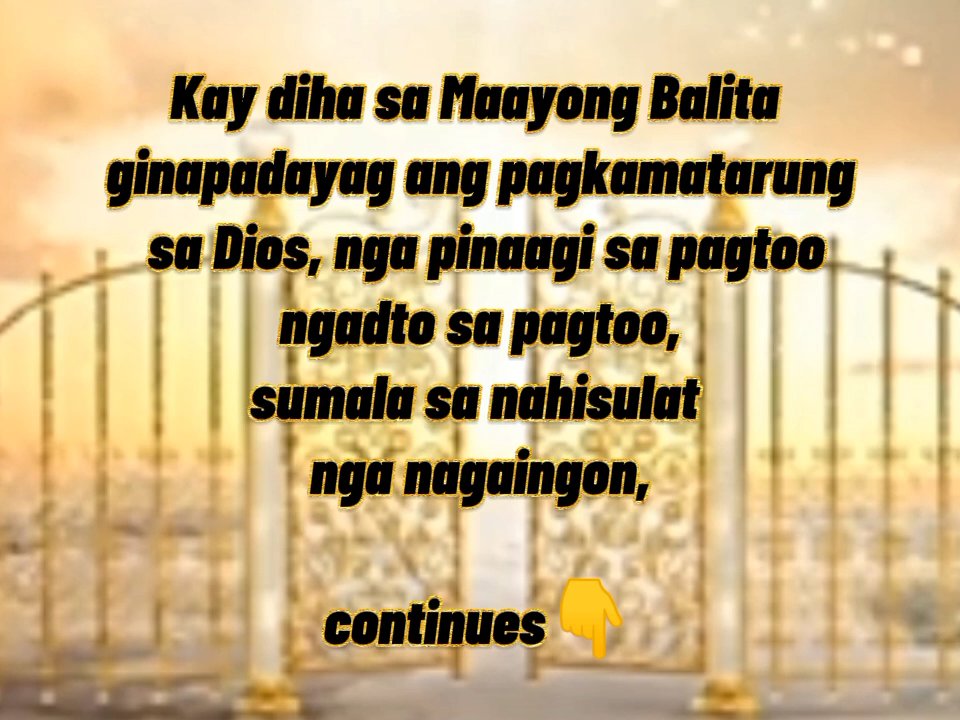 Kay diha sa Maayong Balita
ginapadayag ang pagkamatarung
sa Dios, nga pinaagi sa pagtoo
ngadto sa pagtoo,
sumala sa nahisulat
nga nagaingon,
continues👇